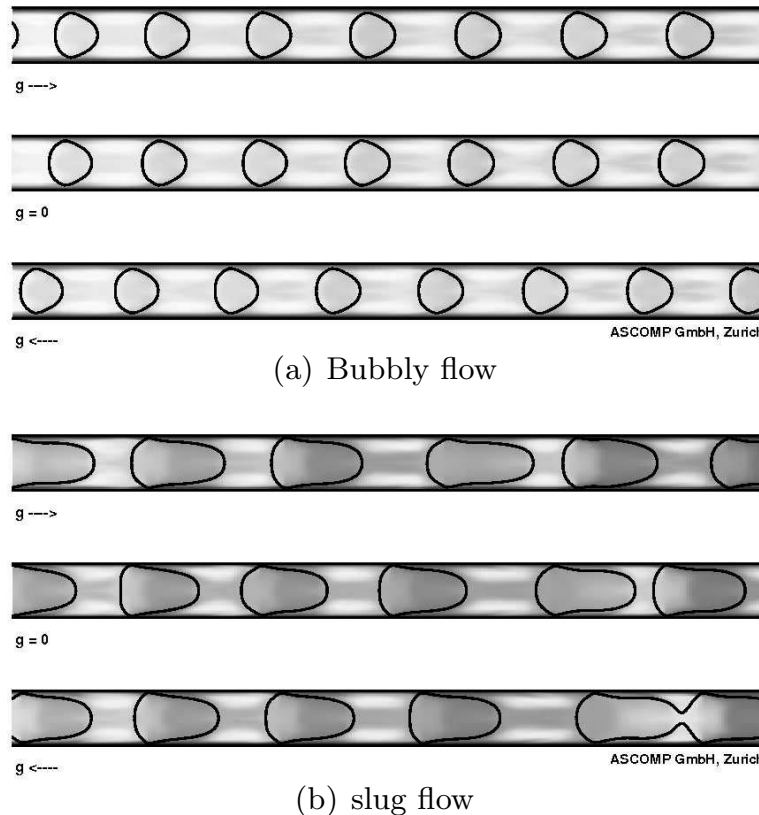 g ---->
g = 0
g <----
ASCOMP GmbH, Zurich
(a) Bubbly flow
g ---->
g = 0
g <----
ASCOMP GmbH, Zurich
(b) slug flow